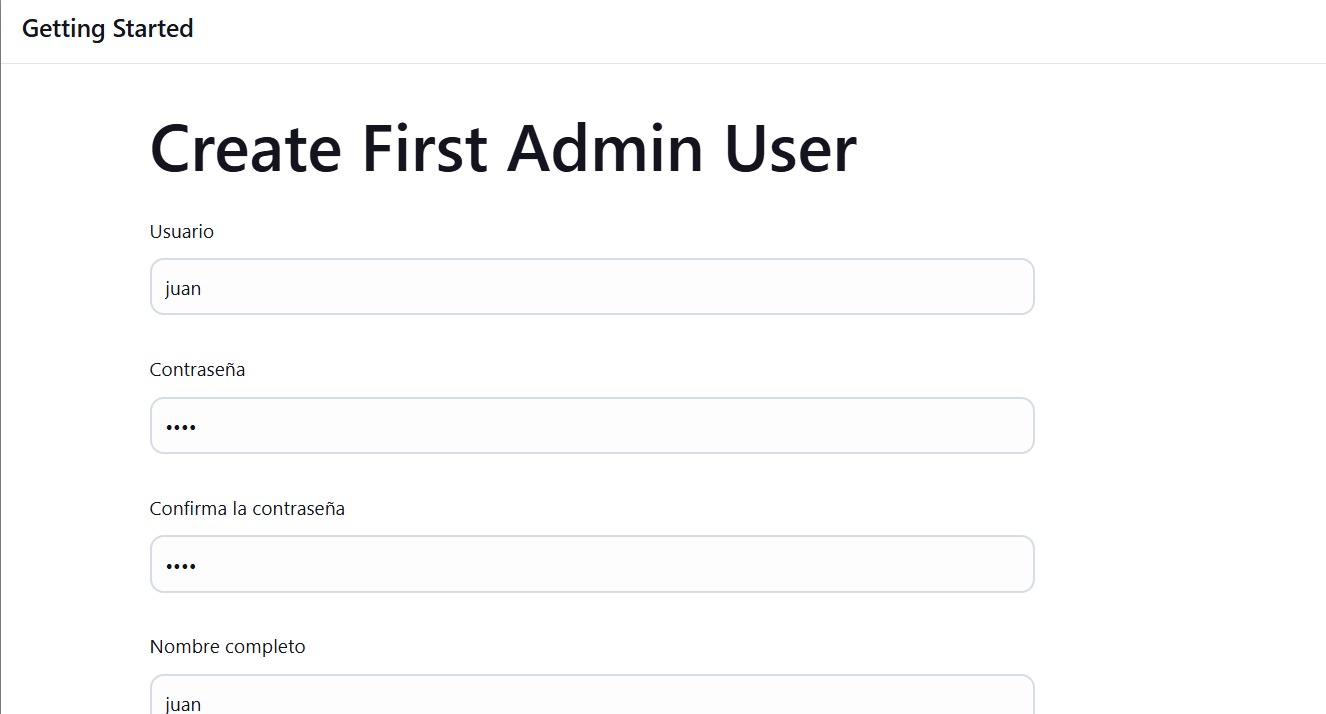 Getting Started
Create First Admin User
Usuario
juan
Contraseña
••••
Confirma la contraseña
••••
Nombre completo
juan